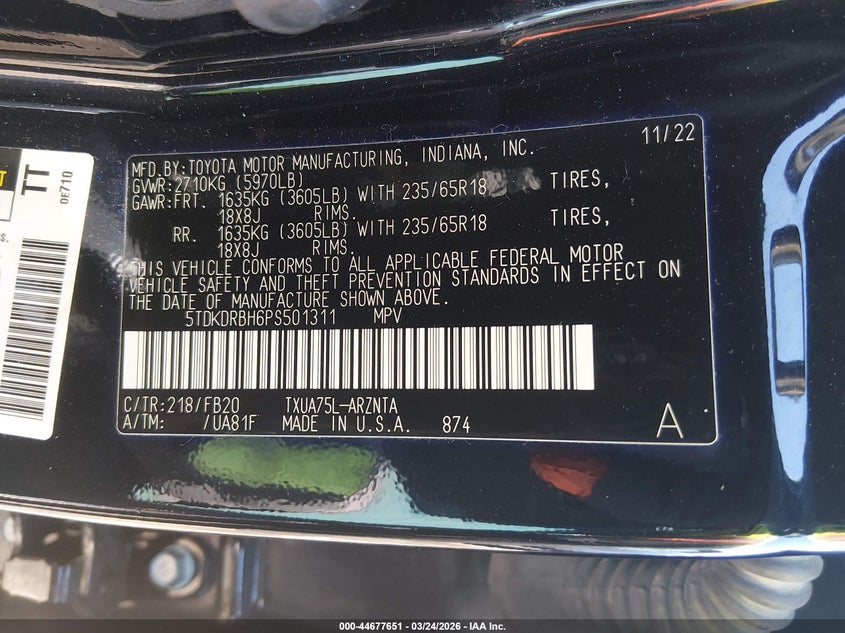 11/22
MFD.BY:TOYOTA MOTOR MANUFACTURING, INDIANA, INC.
GVWR:2710KG (5970LB)
GAWR:FRT. 1635KG (3605LB) WITH 235/65R18 TIRES,
18X8J RIMS.
RR. 1635KG (3605LB) WITH 235/65R18 TIRES,
18X8J RIMS.
THIS VEHICLE CONFORMS TO ALL APPLICABLE FEDERAL MOTOR
VEHICLE SAFETY AND THEFT PREVENTION STANDARDS IN EFFECT ON
THE DATE OF MANUFACTURE SHOWN ABOVE.
5TDKDRBH6PS501311 MPV
C/TR:218/FB20 TXUA75L-ARZNTA
A/TM: /UA81F MADE IN U.S.A. 874 A
TT
0E710
000-44677651 | 03/24/2026 | IAA Inc.